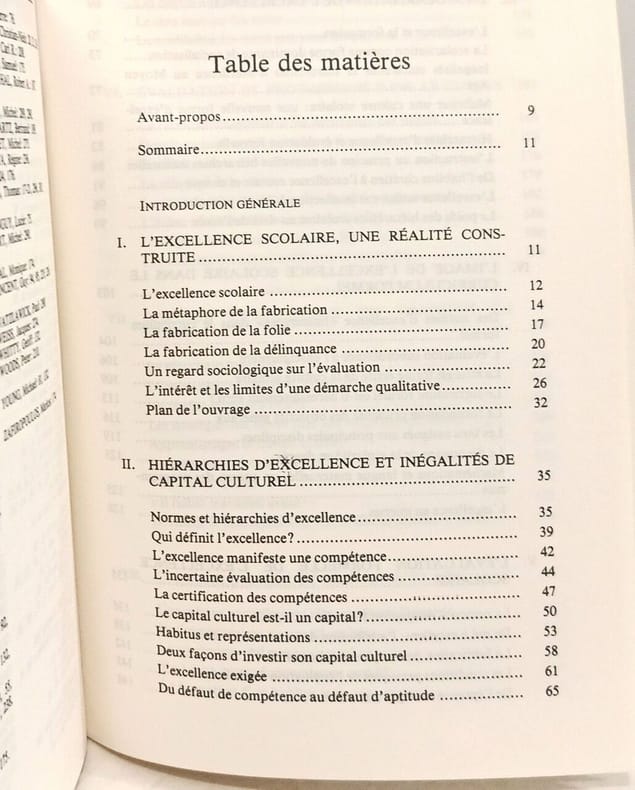 Table des matières
Avant-propos 9
Sommaire 11
INTRODUCTION GÉNÉRALE
I. L'EXCELLENCE SCOLAIRE, UNE RÉALITÉ CONS-
TRUITE 11
L'excellence scolaire 12
La métaphore de la fabrication 14
La fabrication de la folie 17
La fabrication de la délinquance 20
Un regard sociologique sur l'évaluation 22
L'intérêt et les limites d'une démarche qualitative 26
Plan de l'ouvrage 32
II. HIÉRARCHIES D'EXCELLENCE ET INÉGALITÉS DE
CAPITAL CULTUREL 35
Normes et hiérarchies d'excellence 35
Qui définit l'excellence? 39
L'excellence manifeste une compétence 42
L'incertaine évaluation des compétences 44
La certification des compétences 47
Le capital culturel est-il un capital? 50
Habitus et représentations 53
Deux façons d'investir son capital culturel 58
L'excellence exigée 61
Du défaut de compétence au défaut d'aptitude 65